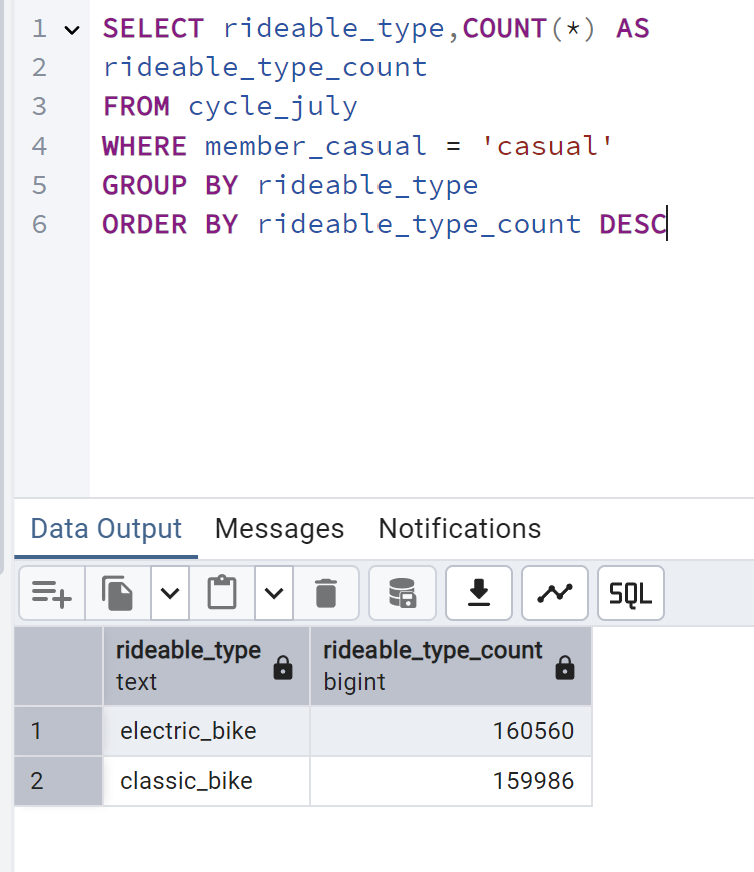 1 SELECT rideable_type,COUNT(*) AS
2 rideable_type_count
3 FROM cycle_july
4 WHERE member_casual = 'casual'
5 GROUP BY rideable_type
6 ORDER BY rideable_type_count DESC
Data Output Messages Notifications
SQL
rideable_type rideable_type_count
text bigint
1 electric_bike 160560
2 classic_bike 159986